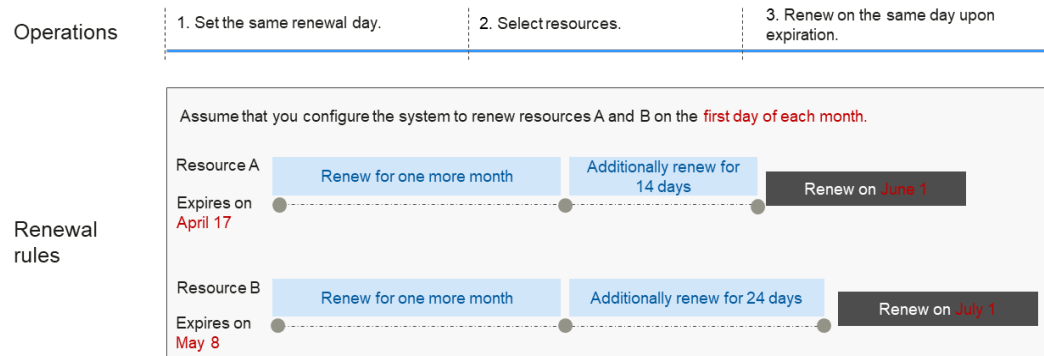 Operations
1. Set the same renewal day.
2. Select resources.
3. Renew on the same day upon
expiration.
Assume that you configure the system to renew resources A and B on the first day of each month.
Renewal
rules
Resource A
Renew for one more month
Additionally renew for
14 days
Renew on June 1
Expires on
April 17
Resource B
Renew for one more month
Additionally renew for 24 days
Renew on July 1
Expires on
May 8